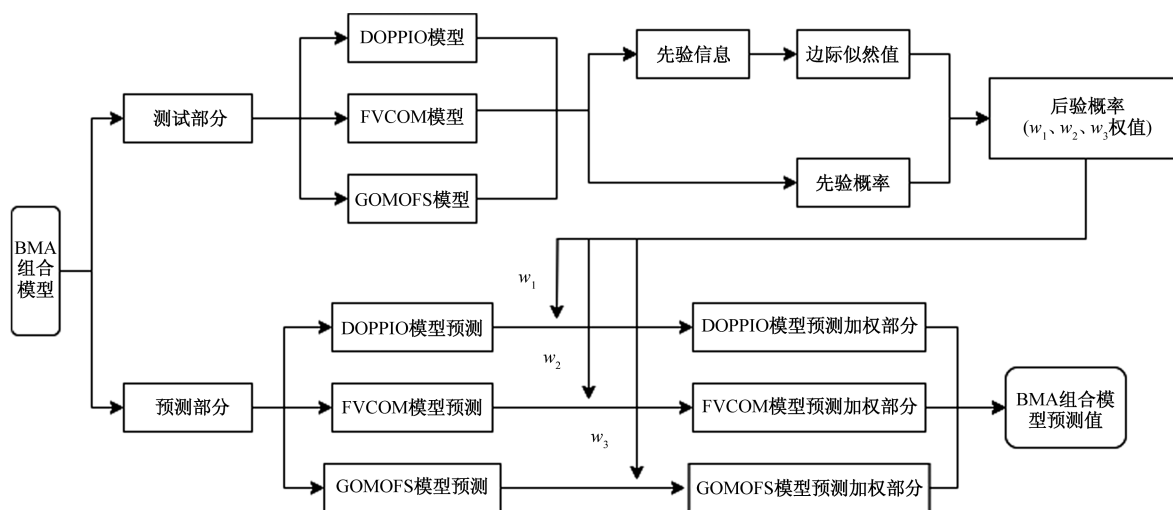 DOPPIO模型
先验信息
边际似然值
测试部分
FVCOM模型
后验概率
(w₁、w₂、w₃权值)
先验概率
GOMOFS模型
BMA
组合
模型
w₁
DOPPIO模型预测
DOPPIO模型预测加权部分
w₂
预测部分
FVCOM模型预测
FVCOM模型预测加权部分
BMA组合模
型预测值
w₃
GOMOFS模型预测
GOMOFS模型预测加权部分